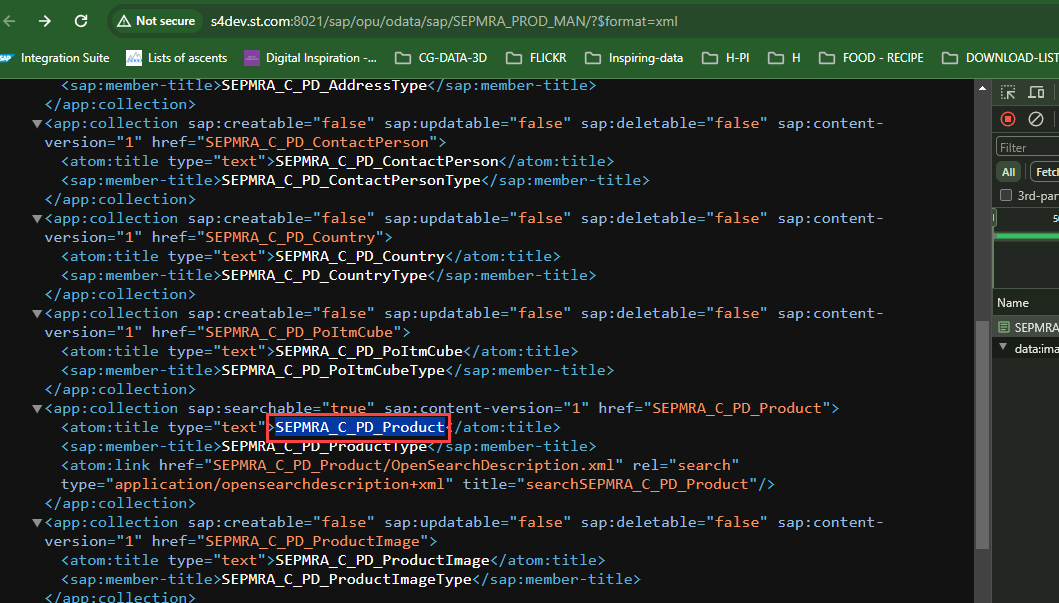 Not secure s4dev.st.com:8021/sap/opu/odata/sap/SEPMRA_PROD_MAN/?$format=xml
SAP Integration Suite Lists of ascents Digital Inspiration -... CG-DATA-3D FLICKR Inspiring-data H-PI H FOOD - RECIPE DOWNLOAD-LIST
<sap:member-title>SEPMRA_C_PD_AddressType</sap:member-title>
</app:collection>
▼<app:collection sap:creatable="false" sap:updatable="false" sap:deletable="false" sap:content-
version="1" href="SEPMRA_C_PD_ContactPerson">
<atom:title type="text">SEPMRA_C_PD_ContactPerson</atom:title>
<sap:member-title>SEPMRA_C_PD_ContactPersonType</sap:member-title>
</app:collection>
▼<app:collection sap:creatable="false" sap:updatable="false" sap:deletable="false" sap:content-
version="1" href="SEPMRA_C_PD_Country">
<atom:title type="text">SEPMRA_C_PD_Country</atom:title>
<sap:member-title>SEPMRA_C_PD_CountryType</sap:member-title>
</app:collection>
▼<app:collection sap:creatable="false" sap:updatable="false" sap:deletable="false" sap:content-
version="1" href="SEPMRA_C_PD_PoItmCube">
<atom:title type="text">SEPMRA_C_PD_PoItmCube</atom:title>
<sap:member-title>SEPMRA_C_PD_PoItmCubeType</sap:member-title>
</app:collection>
▼<app:collection sap:searchable="true" sap:content-version="1" href="SEPMRA_C_PD_Product">
<atom:title type="text">SEPMRA_C_PD_Product</atom:title>
<sap:member-title>SEPMRA_C_PD_ProductType</sap:member-title>
<atom:link href="SEPMRA_C_PD_Product/OpenSearchDescription.xml" rel="search"
type="application/opensearchdescription+xml" title="searchSEPMRA_C_PD_Product"/>
</app:collection>
▼<app:collection sap:creatable="false" sap:updatable="false" sap:deletable="false" sap:content-
version="1" href="SEPMRA_C_PD_ProductImage">
<atom:title type="text">SEPMRA_C_PD_ProductImage</atom:title>
<sap:member-title>SEPMRA_C_PD_ProductImageType</sap:member-title>
</app:collection>
Filter
All Fetc
3rd-par
Name
SEPMRA
data:ima